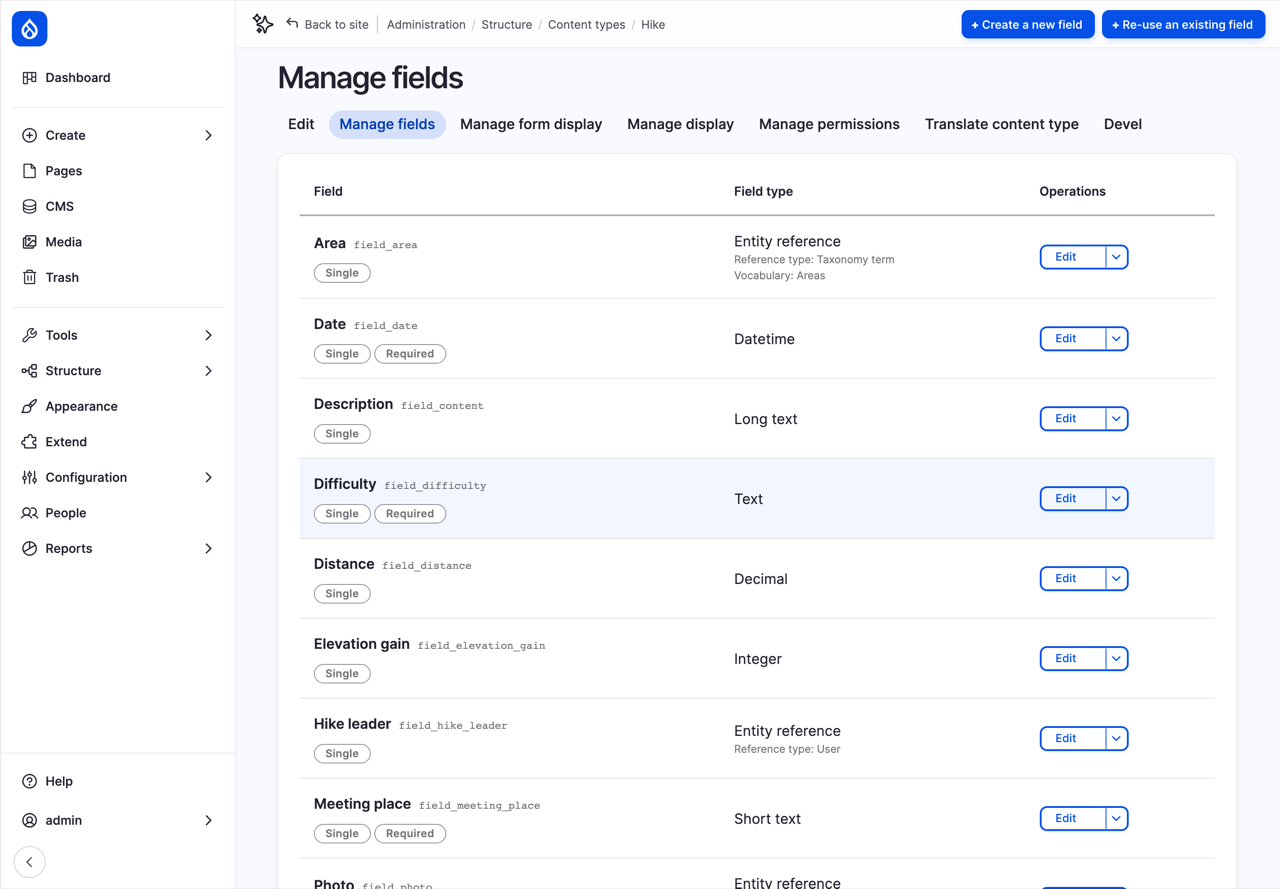 Back to site
Administration / Structure / Content types / Hike
+ Create a new field
+ Re-use an existing field
Dashboard
Create
Pages
CMS
Media
Trash
Tools
Structure
Appearance
Extend
Configuration
People
Reports
Help
admin
Manage fields
Edit Manage fields Manage form display Manage display Manage permissions Translate content type Devel
Field Field type Operations
Area field_area
Single
Entity reference
Reference type: Taxonomy term
Vocabulary: Areas
Edit
Date field_date
Single Required
Datetime
Edit
Description field_content
Single
Long text
Edit
Difficulty field_difficulty
Single Required
Text
Edit
Distance field_distance
Single
Decimal
Edit
Elevation gain field_elevation_gain
Single
Integer
Edit
Hike leader field_hike_leader
Single
Entity reference
Reference type: User
Edit
Meeting place field_meeting_place
Single Required
Short text
Edit
Photo field_photo
Entity reference